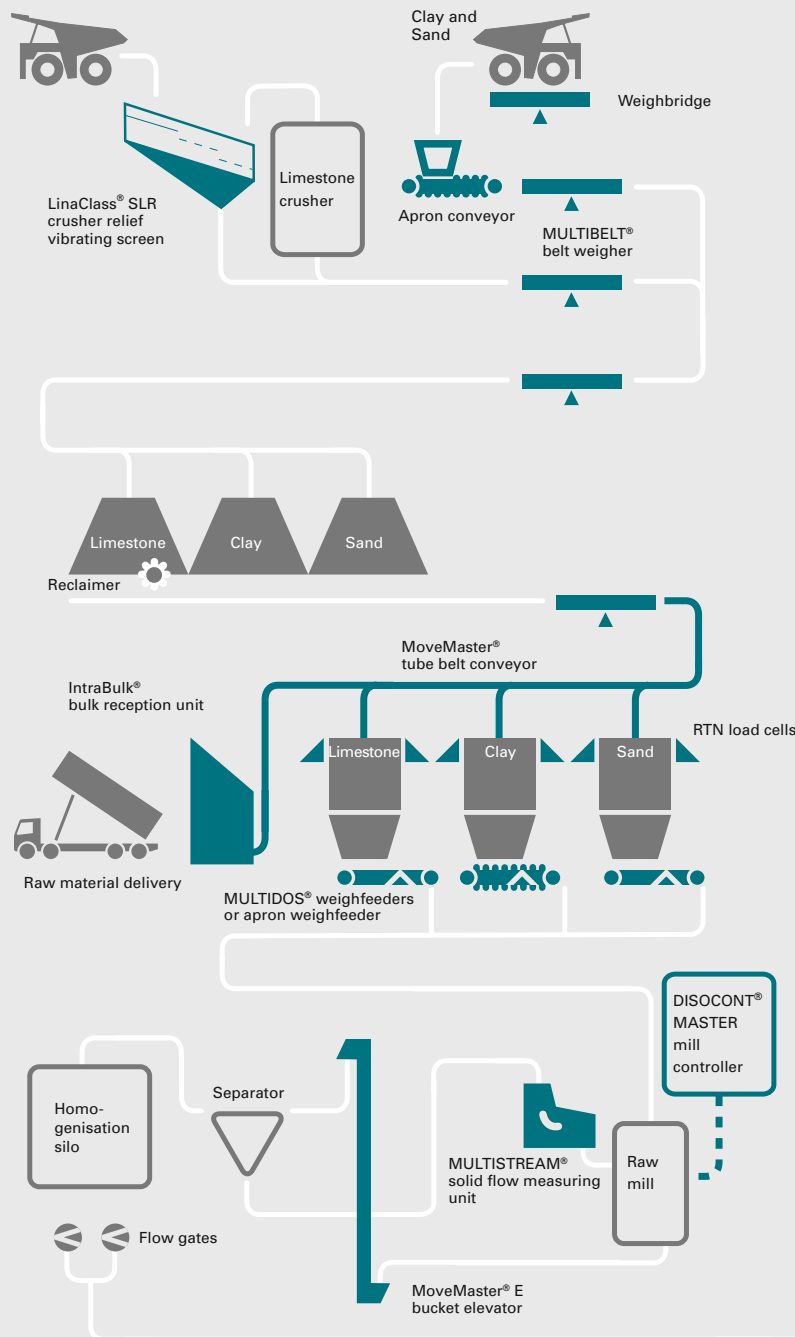 Clay and
Sand
Weighbridge
Limestone
crusher
LinaClass® SLR
crusher relief
vibrating screen
Apron conveyor
MULTIBELT®
belt weigher
Limestone
Clay
Sand
Reclaimer
MoveMaster®
tube belt conveyor
IntraBulk®
bulk reception unit
RTN load cells
Limestone
Clay
Sand
Raw material delivery
MULTIDOS® weighfeeders
or apron weighfeeder
DISOCONT®
MASTER
mill
controller
Homo-
genisation
silo
Separator
MULTISTREAM®
solid flow measuring
unit
Raw
mill
Flow gates
MoveMaster® E
bucket elevator